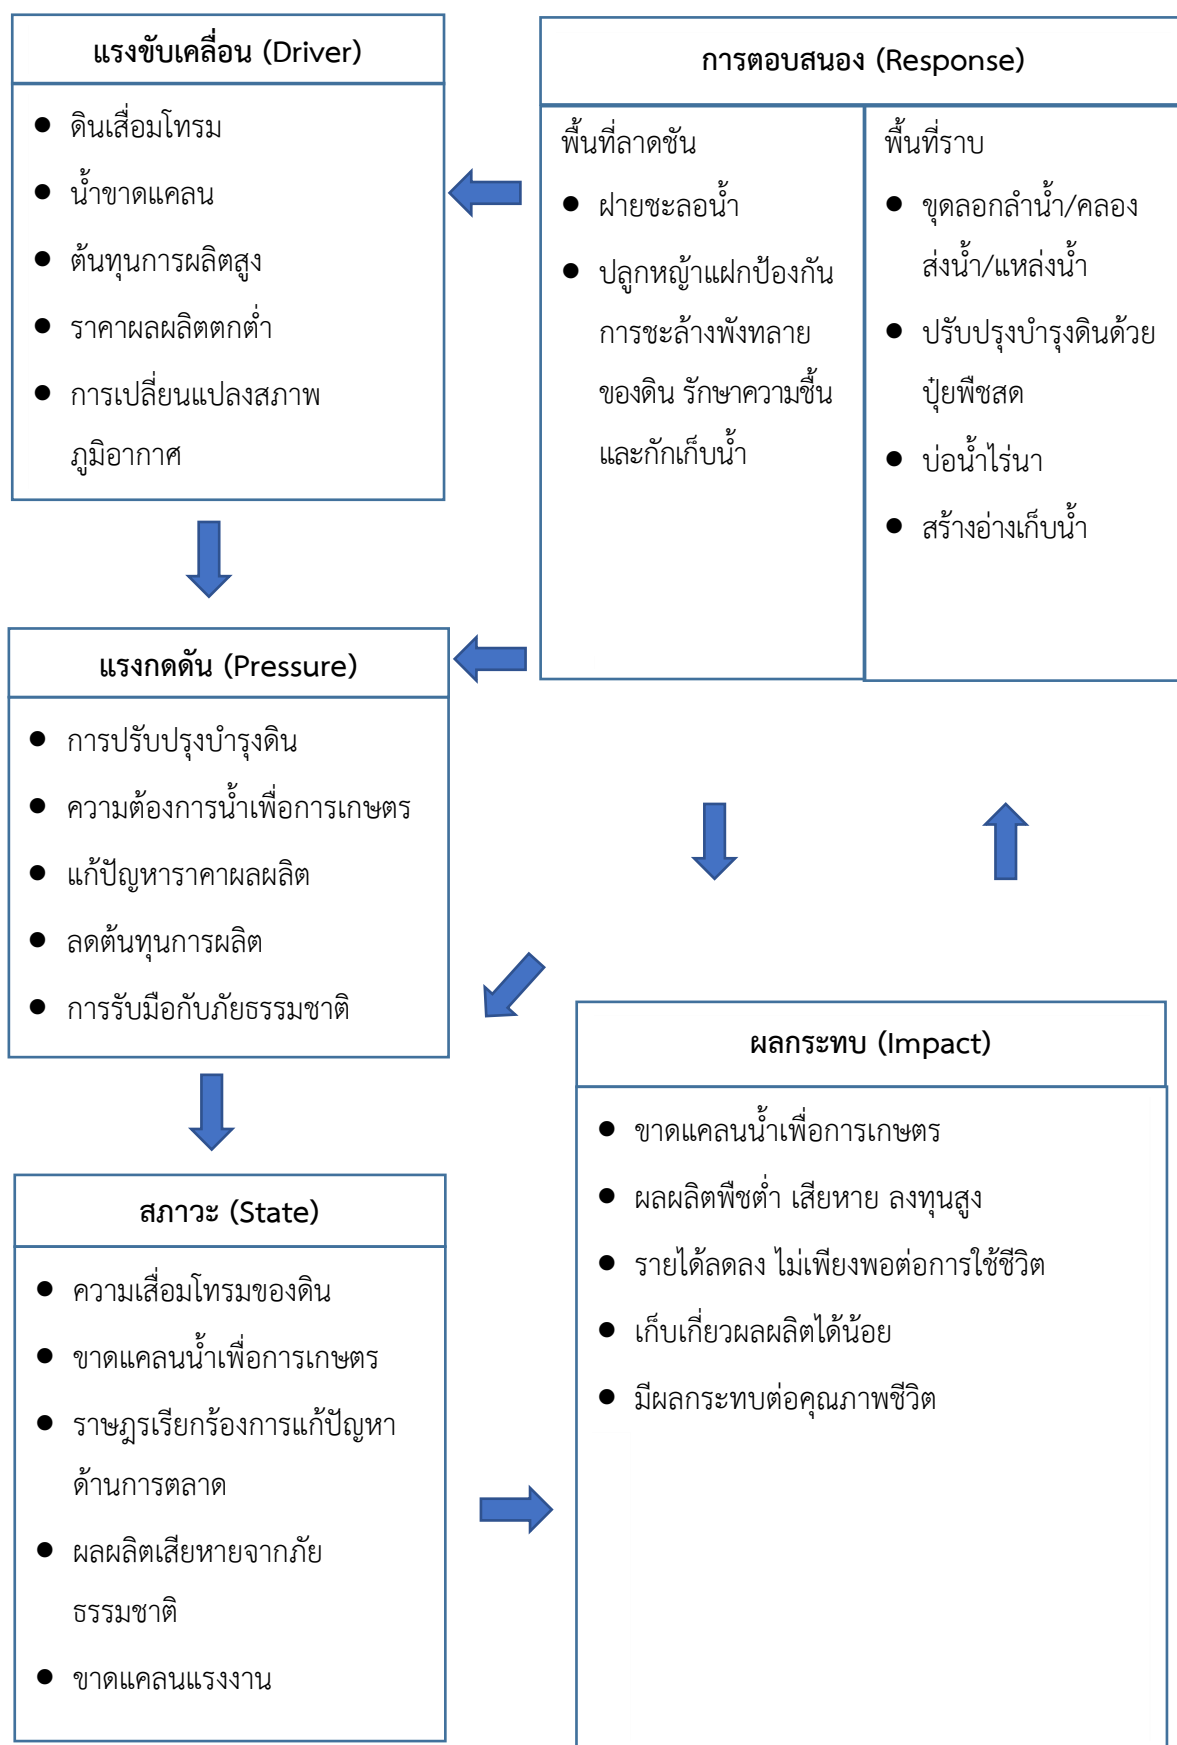 แรงขับเคลื่อน (Driver)
● ดินเสื่อมโทรม
● น้ำขาดแคลน
● ต้นทุนการผลิตสูง
● ราคาผลผลิตตกต่ำ
● การเปลี่ยนแปลงสภาพ
ภูมิอากาศ
การตอบสนอง (Response)
พื้นที่ลาดชัน
● ฝายชะลอน้ำ
● ปลูกหญ้าแฝกป้องกัน
การชะล้างพังทลาย
ของดิน รักษาความชื้น
และกักเก็บน้ำ
พื้นที่ราบ
● ขุดลอกลำน้ำ/คลอง
ส่งน้ำ/แหล่งน้ำ
● ปรับปรุงบำรุงดินด้วย
ปุ๋ยพืชสด
● บ่อน้ำไร่นา
● สร้างอ่างเก็บน้ำ
แรงกดดัน (Pressure)
● การปรับปรุงบำรุงดิน
● ความต้องการน้ำเพื่อการเกษตร
● แก้ปัญหาราคาผลผลิต
● ลดต้นทุนการผลิต
● การรับมือกับภัยธรรมชาติ
สภาวะ (State)
● ความเสื่อมโทรมของดิน
● ขาดแคลนน้ำเพื่อการเกษตร
● ราษฎรเรียกร้องการแก้ปัญหา
ด้านการตลาด
● ผลผลิตเสียหายจากภัย
ธรรมชาติ
● ขาดแคลนแรงงาน
ผลกระทบ (Impact)
● ขาดแคลนน้ำเพื่อการเกษตร
● ผลผลิตพืชต่ำ เสียหาย ลงทุนสูง
● รายได้ลดลง ไม่เพียงพอต่อการใช้ชีวิต
● เก็บเกี่ยวผลผลิตได้น้อย
● มีผลกระทบต่อคุณภาพชีวิต